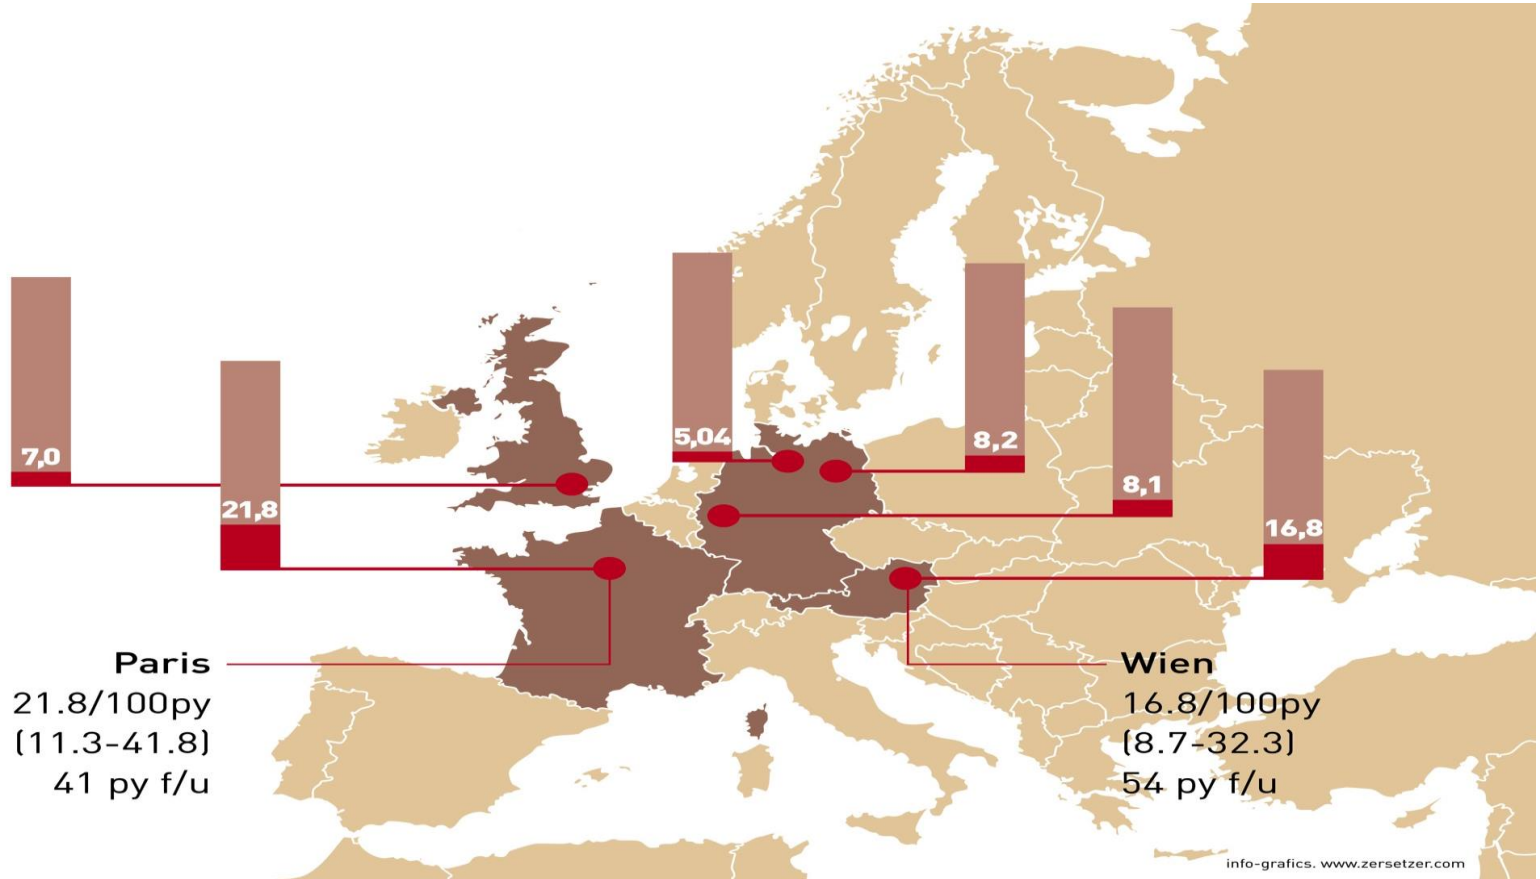 7,0
21,8
5,04
8,2
8,1
16,8
Paris
21.8/100py
(11.3-41.8)
41 py f/u
Wien
16.8/100py
(8.7-32.3)
54 py f/u
info-grafics. www.zersetzer.com